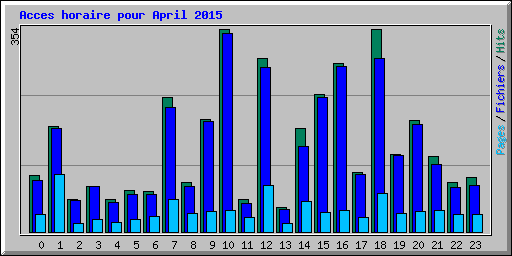 Acces horaire pour April 2015
354
0 1 2 3 4 5 6 7 8 9 10 11 12 13 14 15 16 17 18 19 20 21 22 23
Pages / Fichiers / Hits